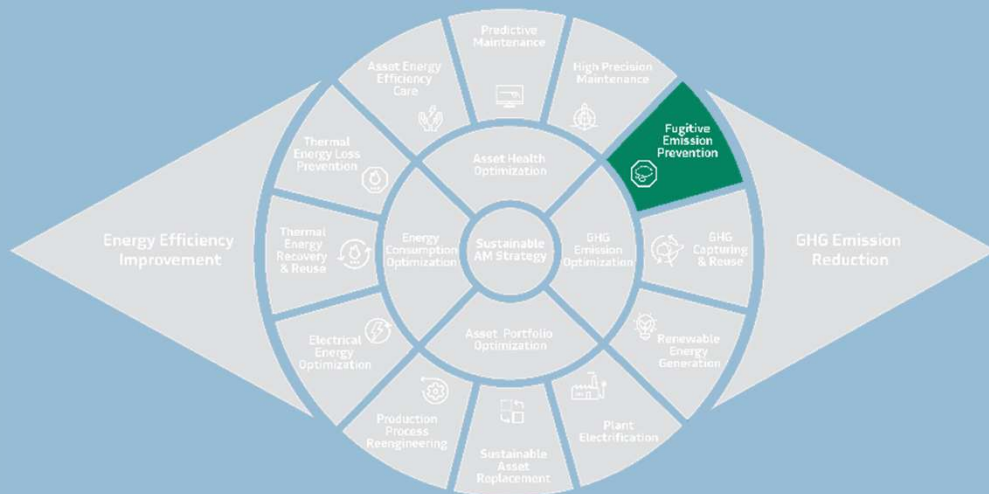 Predictive
Maintenance
Asset Energy
Efficiency
Care
High Precision
Maintenance
Thermal
Energy Loss
Prevention
Fugitive
Emission
Prevention
Asset Health
Optimization
Energy Efficiency
Improvement
Thermal
Energy
Recovery
& Reuse
Energy
Consumption
Optimization
Sustainable
AM Strategy
GHG
Emission
Optimization
GHG
Capturing
& Reuse
GHG Emission
Reduction
Electrical
Energy
Optimization
Asset Portfolio
Optimization
Renewable
Energy
Generation
Production
Process
Reengineering
Sustainable
Asset
Replacement
Plant
Electrification